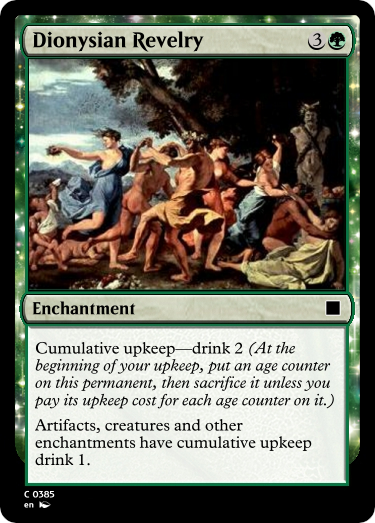 Dionysian Revelry 3
Enchantment
Cumulative upkeep—drink 2 (At the
beginning of your upkeep, put an age counter
on this permanent, then sacrifice it unless you
pay its upkeep cost for each age counter on it.)
Artifacts, creatures and other
enchantments have cumulative upkeep
drink 1.
C 0385
en